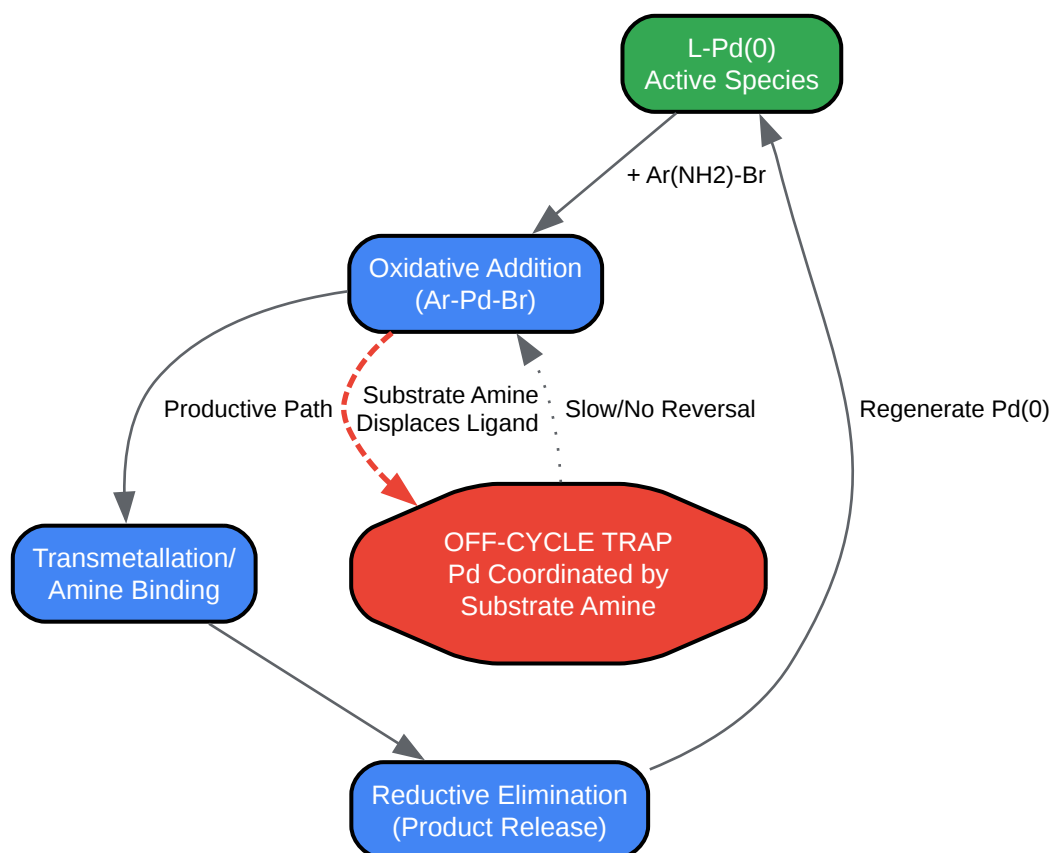 L-Pd(0)
Active Species
+ Ar(NH2)-Br
Oxidative Addition
(Ar-Pd-Br)
Productive Path
Substrate Amine
Displaces Ligand
Slow/No Reversal
Regenerate Pd(0)
Transmetallation/
Amine Binding
OFF-CYCLE TRAP
Pd Coordinated by
Substrate Amine
Reductive Elimination
(Product Release)